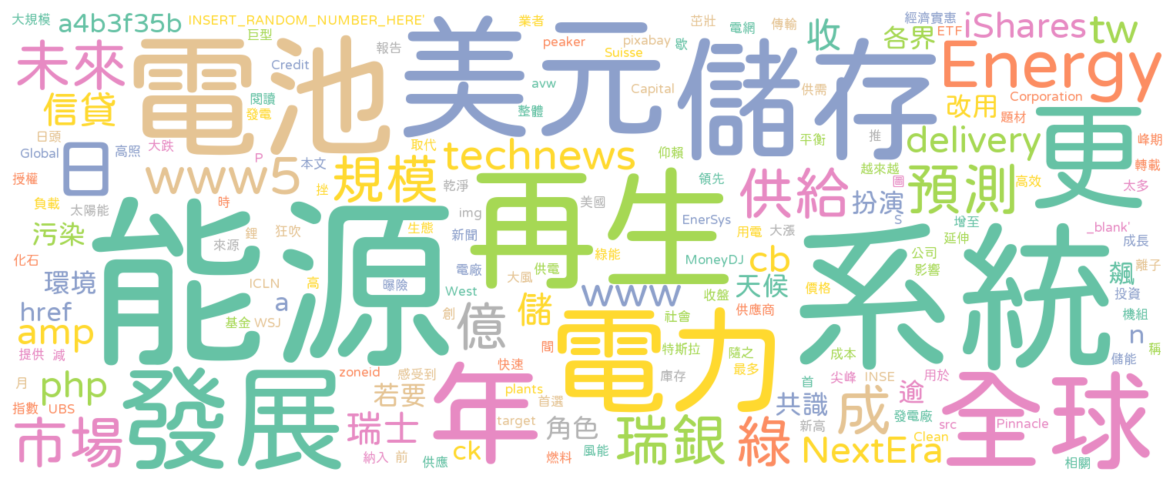 大規模 a4b3f35b INSERT_RANDOM_NUMBER_HERE' 業者 茁壯 電網 傳輸 經濟實惠 ETF iShares tw
未來 巨型 電池 報告 美元 peaker pixabay 歇 Suisse 儲存 收 各界 Energy
信貸 Credit 閱讀 發電 avw 整體 Capital 供需 改用 Corporation 題材
日頭 大跌 取代 仰賴 平衡 推 delivery 更 峰期
Global 日 高照 P 本文 technews 越來越 轉載
授權 www5 挫 規模 乾淨 領先 供給 圖 扮演 預測 高效 太多
負載 太陽能 時 img 再生 美國 EnerSys S _blank'
污染 來源 鋰 狂吹 生態 新聞 綠能 用電 大漲 增至 延伸 成長
化石 能源 電廠 供電 MoneyDJ cb 系統 公司 影響 飆 離子
環境 ICLN 高 曝險 West 大風 www 收盤 天候 價格 投資
href a 基金 WSJ 創 億 儲 社會 供應商 機組 n
amp 間 電力 特斯拉 隨之 成本 稱
提供 減 快速 庫存 最多 儲能
月 php 發展 zoneid 感受到 年 plants 首 尖峰 INSE 用於 全球
指數 UBS 若要 target 首選 共識 成 逾 發電廠
市場 瑞士 角色 瑞銀 綠 新高 src Pinnacle
納入 前 供應 ck 燃料 風能 NextEra Clean 相關